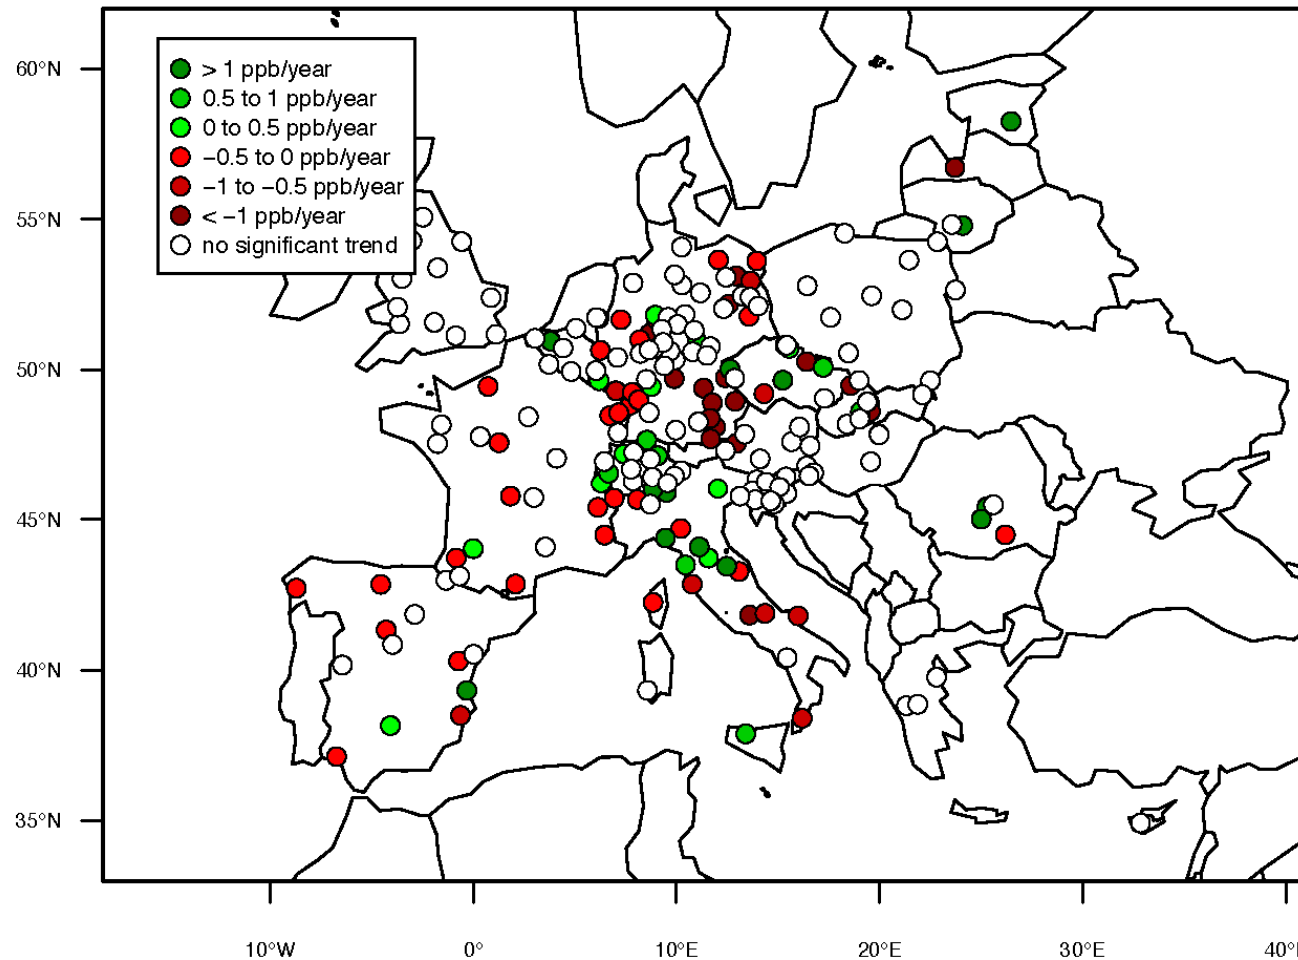 60°N
55°N
50°N
45°N
40°N
35°N
> 1 ppb/year
0.5 to 1 ppb/year
0 to 0.5 ppb/year
−0.5 to 0 ppb/year
−1 to −0.5 ppb/year
< −1 ppb/year
no significant trend
10°W
0°
10°E
20°E
30°E
40°